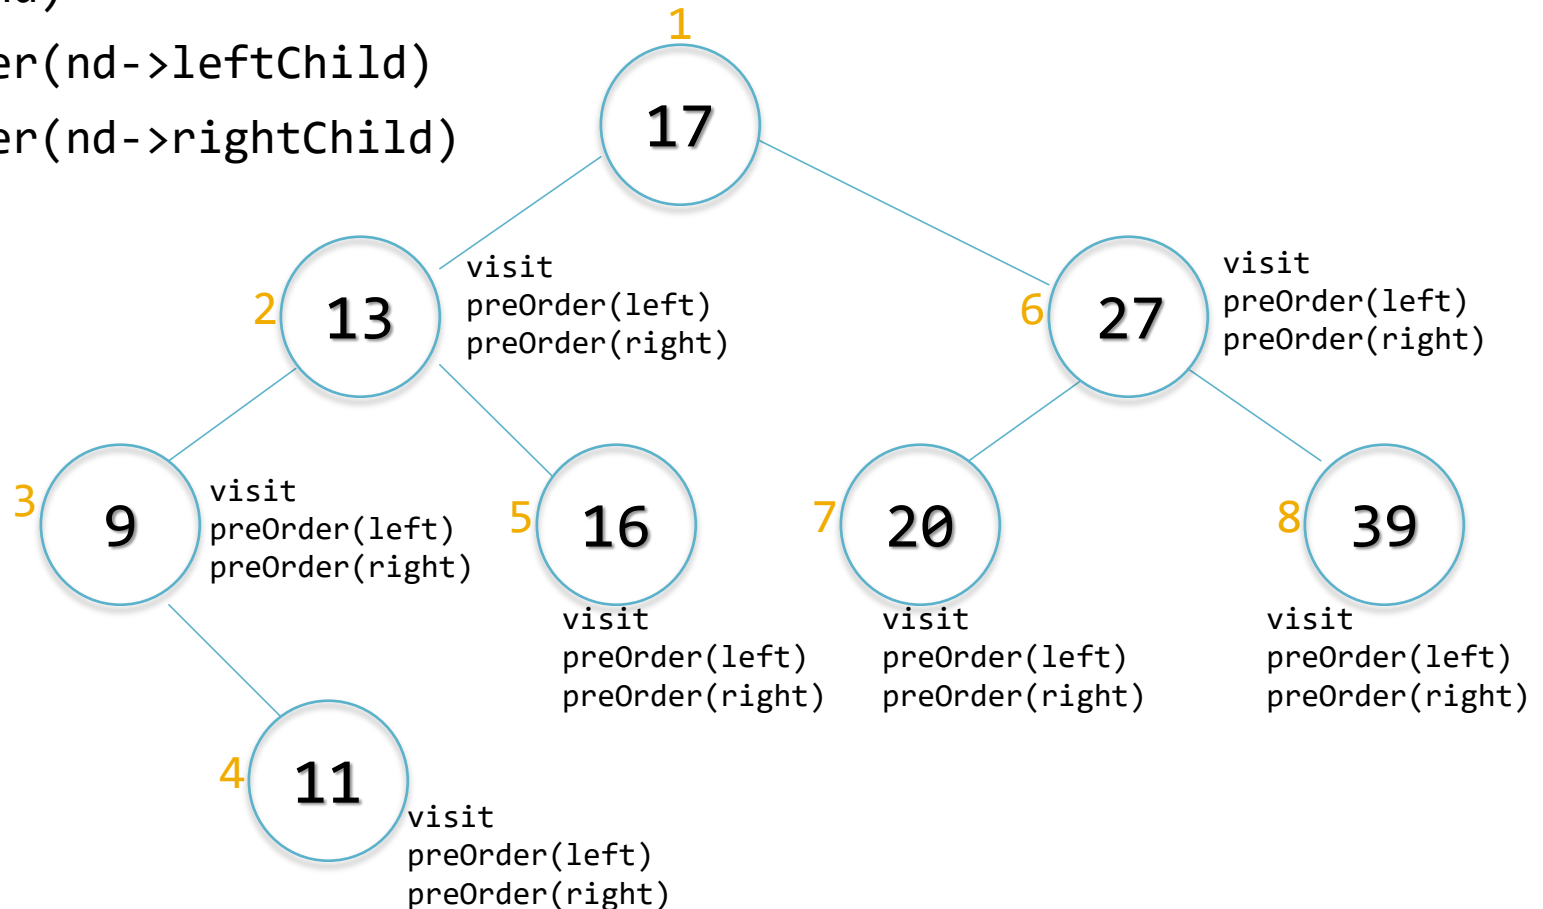 er(nd->leftChild)
er(nd->rightChild)
1
17
2
13
visit
preOrder(left)
preOrder(right)
6
27
visit
preOrder(left)
preOrder(right)
3
9
visit
preOrder(left)
preOrder(right)
5
16
visit
preOrder(left)
preOrder(right)
7
20
visit
preOrder(left)
preOrder(right)
8
39
visit
preOrder(left)
preOrder(right)
4
11
visit
preOrder(left)
preOrder(right)